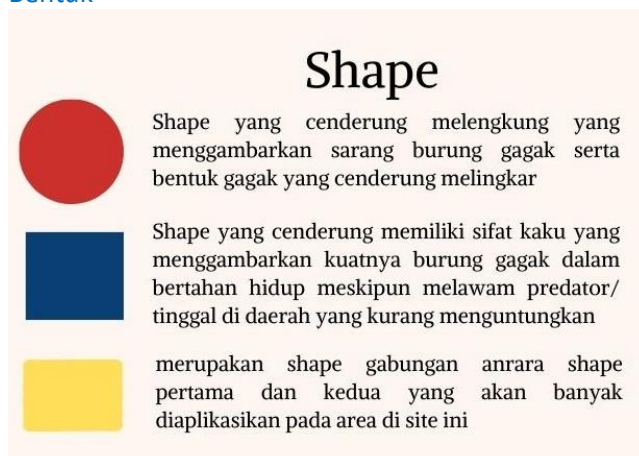 Shape
Shape yang cenderung melengkung yang
menggambarkan sarang burung gagak serta
bentuk gagak yang cenderung melingkar
Shape yang cenderung memiliki sifat kaku yang
menggambarkan kuatnya burung gagak dalam
bertahan hidup meskipun melawam predator/
tinggal di daerah yang kurang menguntungkan
merupakan shape gabungan anrara shape
pertama dan kedua yang akan banyak
diaplikasikan pada area di site ini